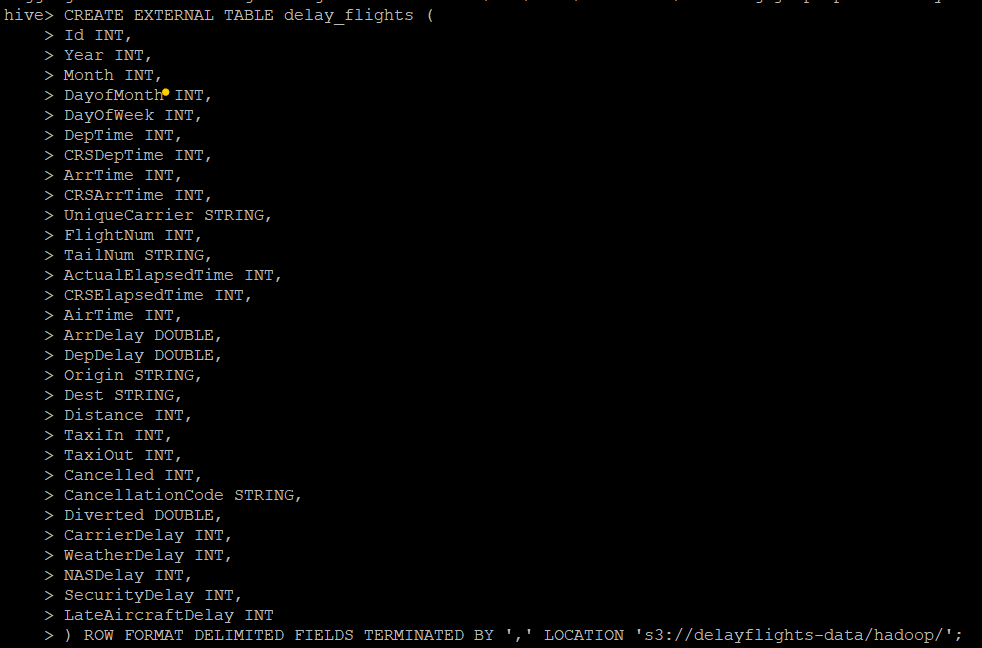 hive> CREATE EXTERNAL TABLE delay_flights (
    > Id INT,
    > Year INT,
    > Month INT,
    > DayofMonth INT,
    > DayOfWeek INT,
    > DepTime INT,
    > CRSDepTime INT,
    > ArrTime INT,
    > CRSArrTime INT,
    > UniqueCarrier STRING,
    > FlightNum INT,
    > TailNum STRING,
    > ActualElapsedTime INT,
    > CRSElapsedTime INT,
    > AirTime INT,
    > ArrDelay DOUBLE,
    > DepDelay DOUBLE,
    > Origin STRING,
    > Dest STRING,
    > Distance INT,
    > TaxiIn INT,
    > TaxiOut INT,
    > Cancelled INT,
    > CancellationCode STRING,
    > Diverted DOUBLE,
    > CarrierDelay INT,
    > WeatherDelay INT,
    > NASDelay INT,
    > SecurityDelay INT,
    > LateAircraftDelay INT
    > ) ROW FORMAT DELIMITED FIELDS TERMINATED BY ',' LOCATION 's3://delayflights-data/hadoop/';